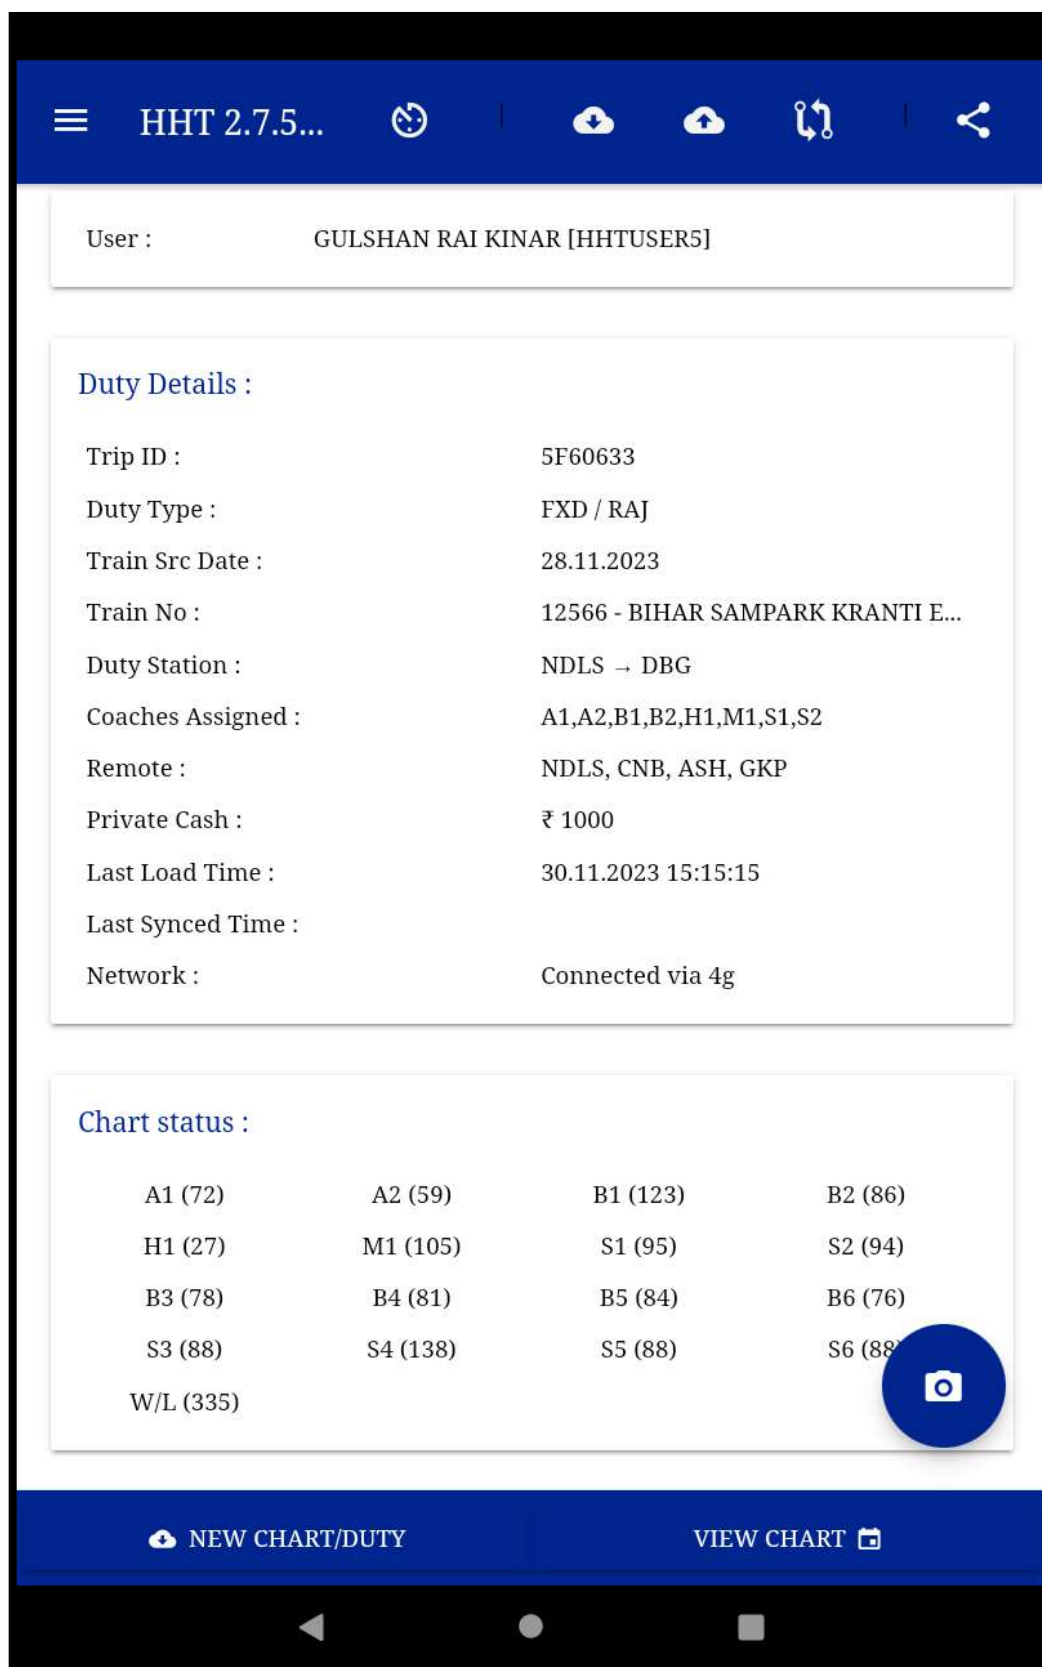 HHT 2.7.5...
User : GULSHAN RAI KINAR [HHTUSER5]
Duty Details :
Trip ID : 5F60633
Duty Type : FXD / RAJ
Train Src Date : 28.11.2023
Train No : 12566 - BIHAR SAMPARK KRANTI E...
Duty Station : NDLS → DBG
Coaches Assigned : A1,A2,B1,B2,H1,M1,S1,S2
Remote : NDLS, CNB, ASH, GKP
Private Cash : ₹ 1000
Last Load Time : 30.11.2023 15:15:15
Last Synced Time :
Network : Connected via 4g
Chart status :
A1 (72) A2 (59) B1 (123) B2 (86)
H1 (27) M1 (105) S1 (95) S2 (94)
B3 (78) B4 (81) B5 (84) B6 (76)
S3 (88) S4 (138) S5 (88) S6 (88
W/L (335)
NEW CHART/DUTY VIEW CHART